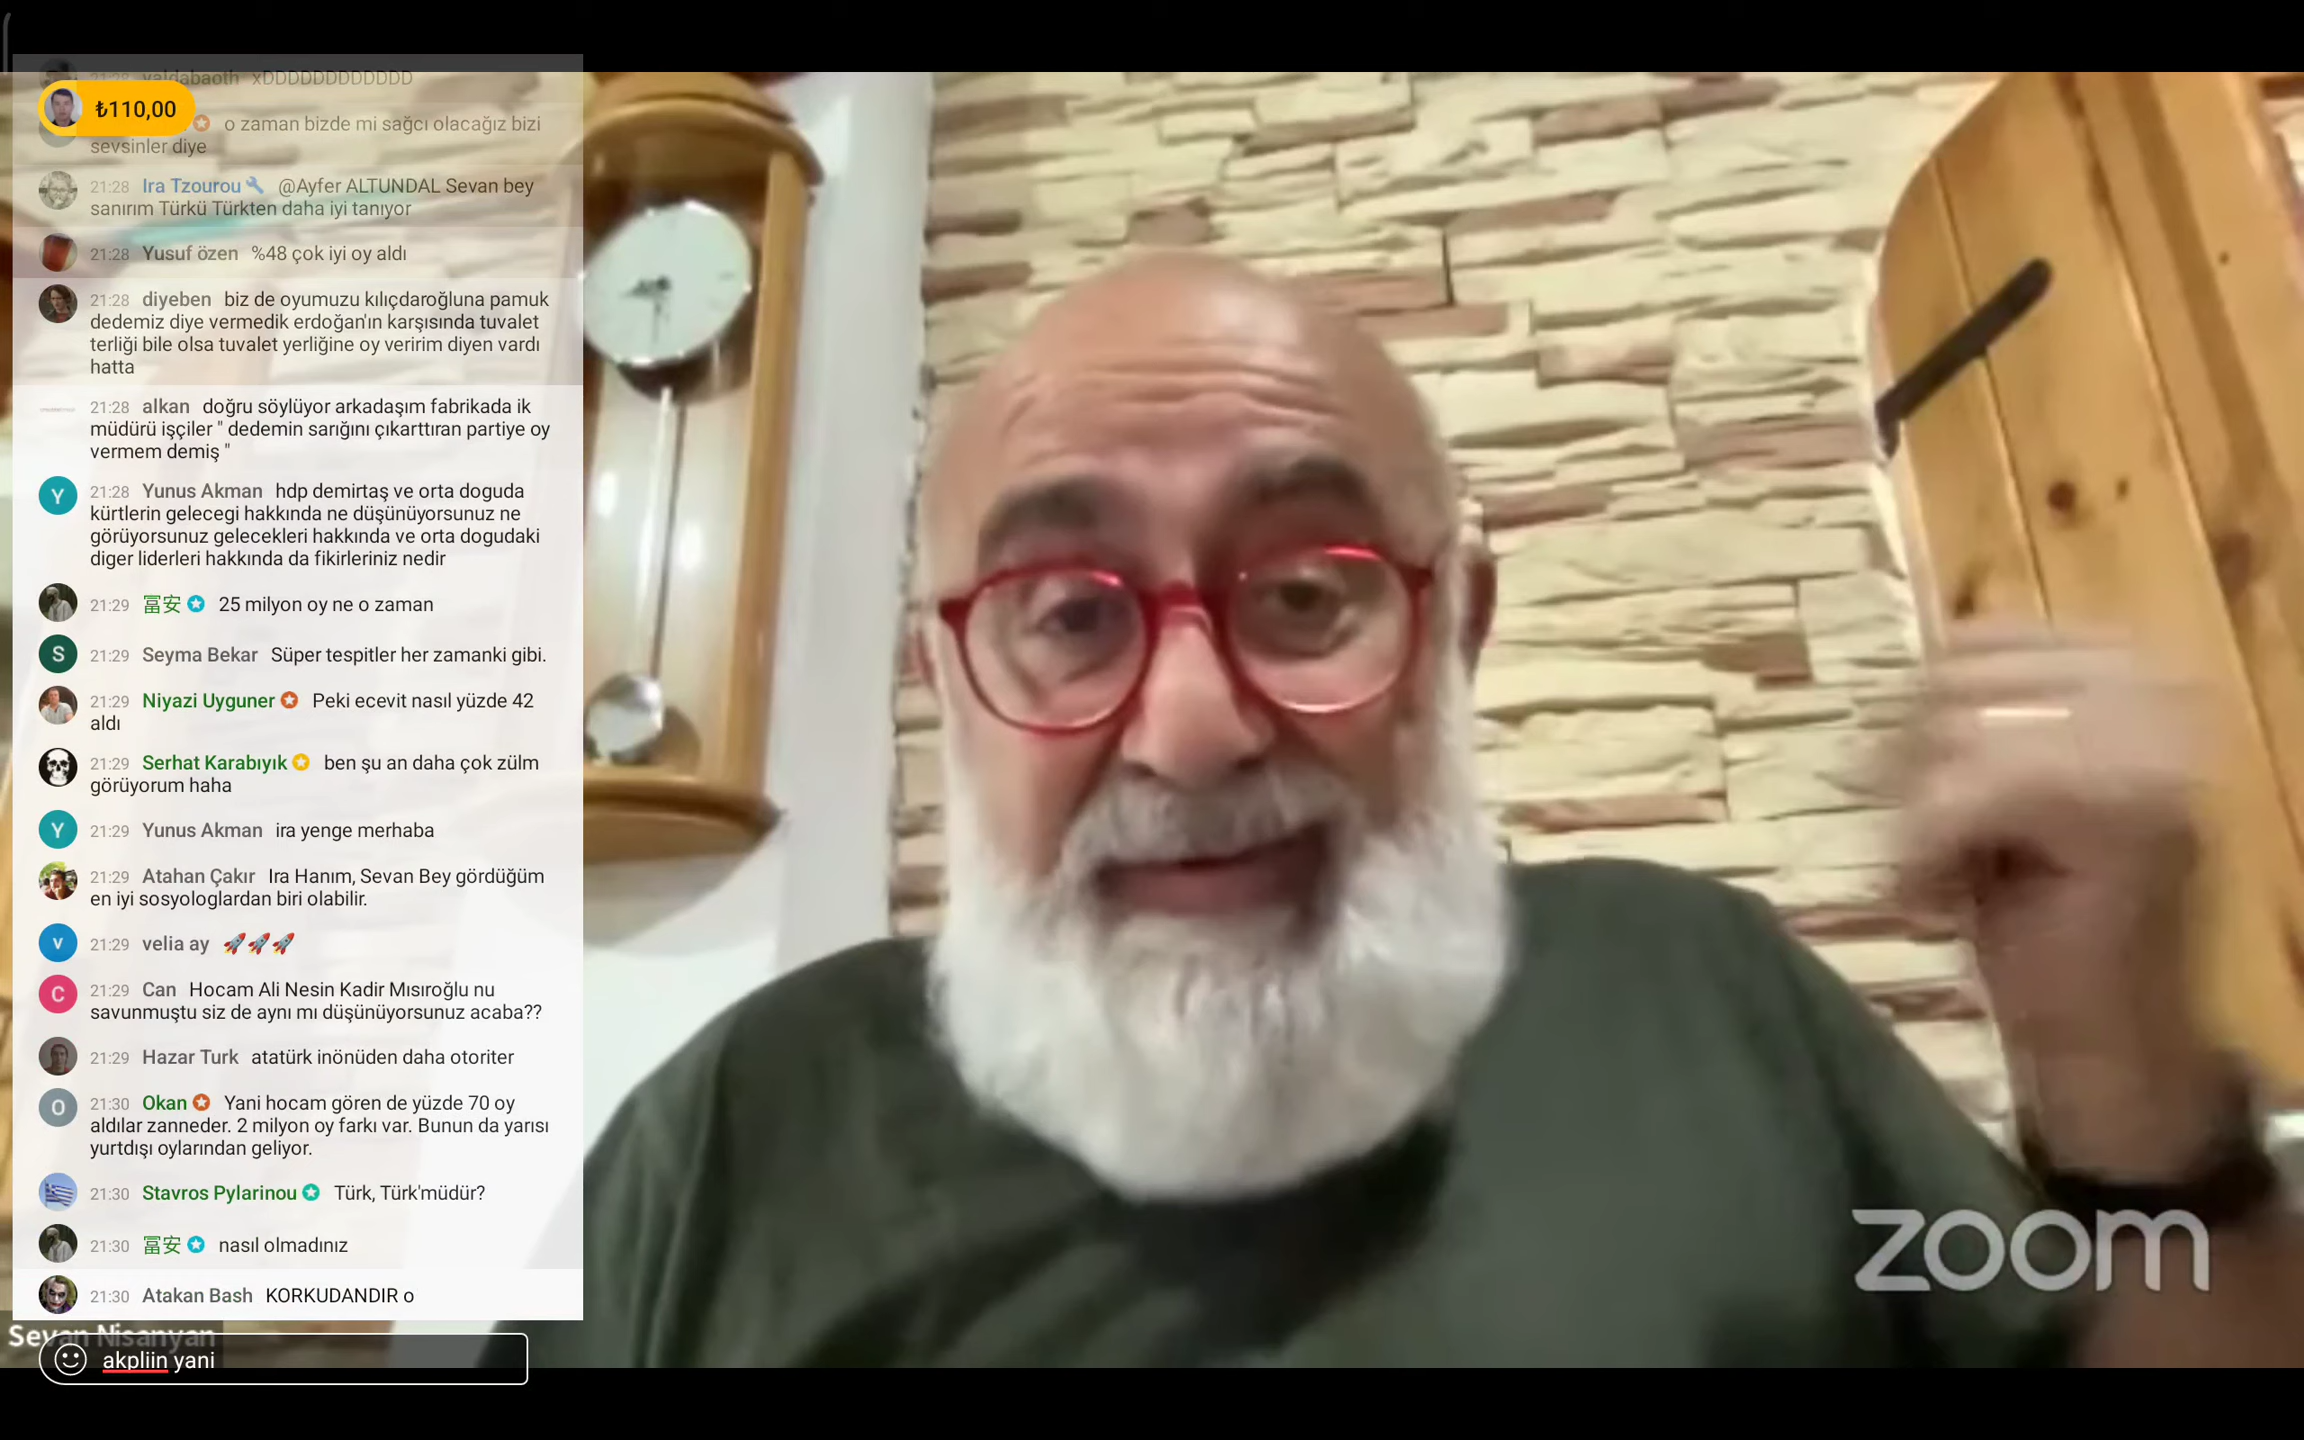 21:28 yaldabaoth xDDDDDDDDDDDD
₺110,00
o zaman bizde mi sağcı olacağız bizi
sevsinler diye
21:28 Ira Tzourou @Ayfer ALTUNDAL Sevan bey
sanırım Türkü Türkten daha iyi tanıyor
21:28 Yusuf özen %48 çok iyi oy aldı
21:28 diyeben biz de oyumuzu kılıçdaroğluna pamuk
dedemiz diye vermedik erdoğan'ın karşısında tuvalet
terliği bile olsa tuvalet yerliğine oy veririm diyen vardı
hatta
21:28 alkan doğru söylüyor arkadaşım fabrikada ik
müdürü işçiler " dedemin sarığını çıkarttıran partiye oy
vermem demiş "
Y
21:28 Yunus Akman hdp demirtaş ve orta doguda
kürtlerin gelecegi hakkında ne düşünüyorsunuz ne
görüyorsunuz gelecekleri hakkında ve orta dogudaki
diger liderleri hakkında da fikirleriniz nedir
21:29 冨安 25 milyon oy ne o zaman
S 21:29 Seyma Bekar Süper tespitler her zamanki gibi.
21:29 Niyazi Uyguner Peki ecevit nasıl yüzde 42
aldı
21:29 Serhat Karabıyık ben şu an daha çok zülm
görüyorum haha
Y 21:29 Yunus Akman ira yenge merhaba
21:29 Atahan Çakır Ira Hanım, Sevan Bey gördüğüm
en iyi sosyologlardan biri olabilir.
v 21:29 velia ay 🚀🚀🚀
C 21:29 Can Hocam Ali Nesin Kadir Mısıroğlu nu
savunmuştu siz de aynı mı düşünüyorsunuz acaba??
21:29 Hazar Turk atatürk inönüden daha otoriter
O 21:30 Okan Yani hocam gören de yüzde 70 oy
aldılar zanneder. 2 milyon oy farkı var. Bunun da yarısı
yurtdışı oylarından geliyor.
21:30 Stavros Pylarinou Türk, Türk'müdür?
21:30 冨安 nasıl olmadınız
21:30 Atakan Bash KORKUDANDIR o
Sevan Nisanyan
akpliin yani
zoom